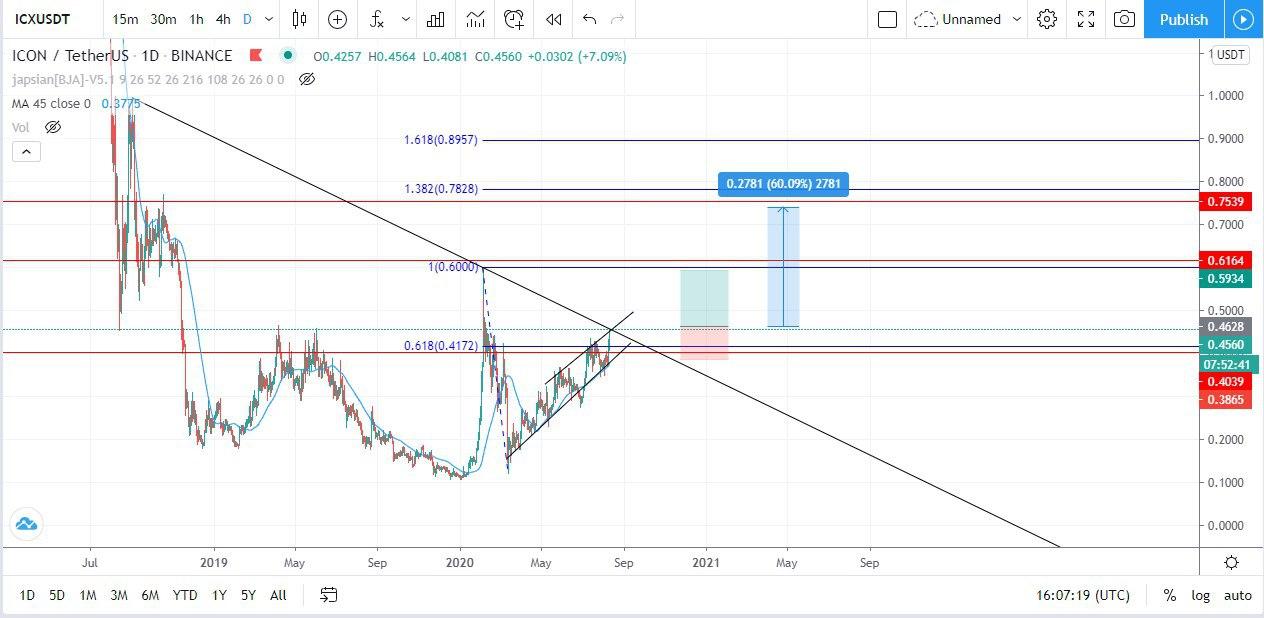 ICXUSDT 15m 30m 1h 4h D Unnamed Publish
ICON / TetherUS · 1D · BINANCE O0.4257 H0.4564 L0.4081 C0.4560 +0.0302 (+7.09%)
japsian[BJA]-V5.1 9 26 52 26 216 108 26 26 0 0
MA 45 close 0 0.3775
Vol
USDT
1.0000
0.9000
1.618(0.8957)
0.8000
1.382(0.7828)
0.2781 (60.09%) 2781
0.7539
0.7000
0.6164
1(0.6000)
0.5934
0.5000
0.4628
0.618(0.4172)
0.4560
07:52:41
0.4039
0.3865
0.2000
0.1000
0.0000
Jul 2019 May Sep 2020 May Sep 2021 May Sep
1D 5D 1M 3M 6M YTD 1Y 5Y All 16:07:19 (UTC) % log auto